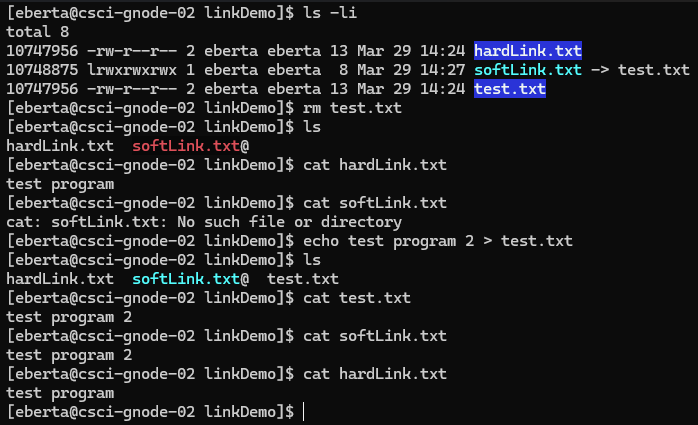 [eberta@csci-gnode-02 linkDemo]$ ls -li
total 8
10747956 -rw-r--r-- 2 eberta eberta 13 Mar 29 14:24 hardLink.txt
10748875 lrwxrwxrwx 1 eberta eberta  8 Mar 29 14:27 softLink.txt -> test.txt
10747956 -rw-r--r-- 2 eberta eberta 13 Mar 29 14:24 test.txt
[eberta@csci-gnode-02 linkDemo]$ rm test.txt
[eberta@csci-gnode-02 linkDemo]$ ls
hardLink.txt  softLink.txt@
[eberta@csci-gnode-02 linkDemo]$ cat hardLink.txt
test program
[eberta@csci-gnode-02 linkDemo]$ cat softLink.txt
cat: softLink.txt: No such file or directory
[eberta@csci-gnode-02 linkDemo]$ echo test program 2 > test.txt
[eberta@csci-gnode-02 linkDemo]$ ls
hardLink.txt  softLink.txt@  test.txt
[eberta@csci-gnode-02 linkDemo]$ cat test.txt
test program 2
[eberta@csci-gnode-02 linkDemo]$ cat softLink.txt
test program 2
[eberta@csci-gnode-02 linkDemo]$ cat hardLink.txt
test program
[eberta@csci-gnode-02 linkDemo]$